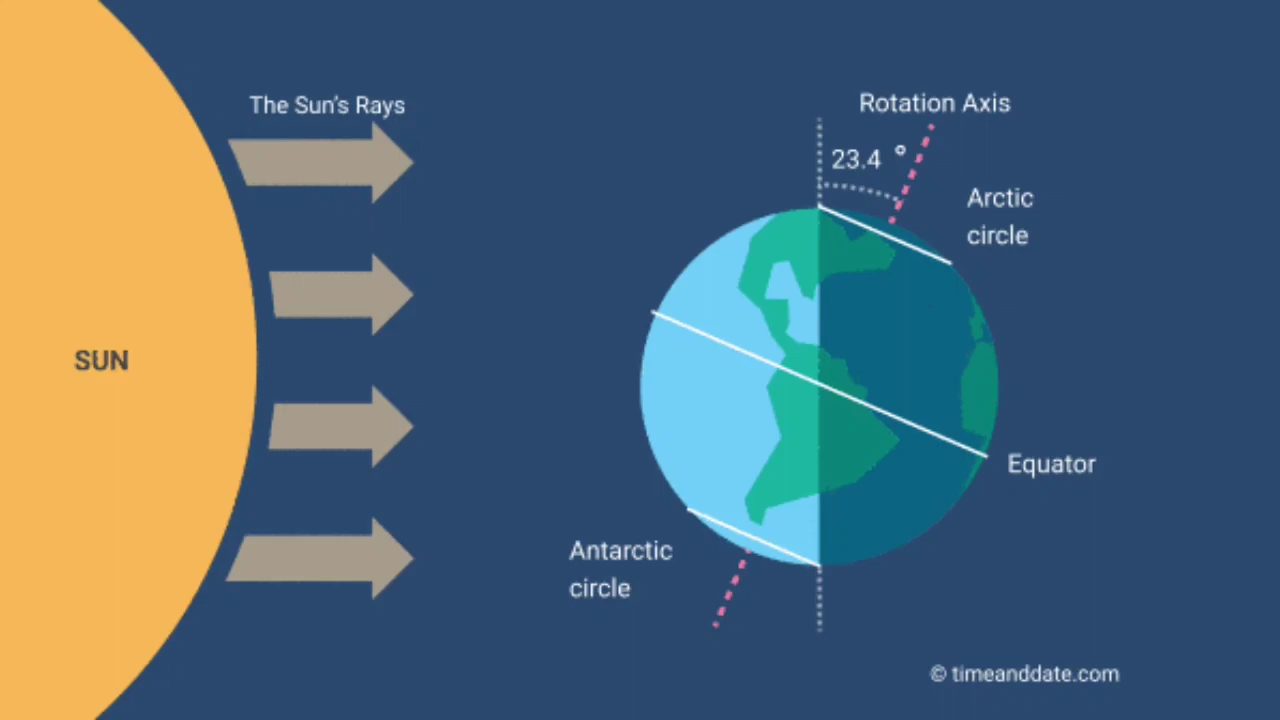 The Sun's Rays
Rotation Axis
23.4 °
Arctic
circle
SUN
Equator
Antarctic
circle
© timeanddate.com